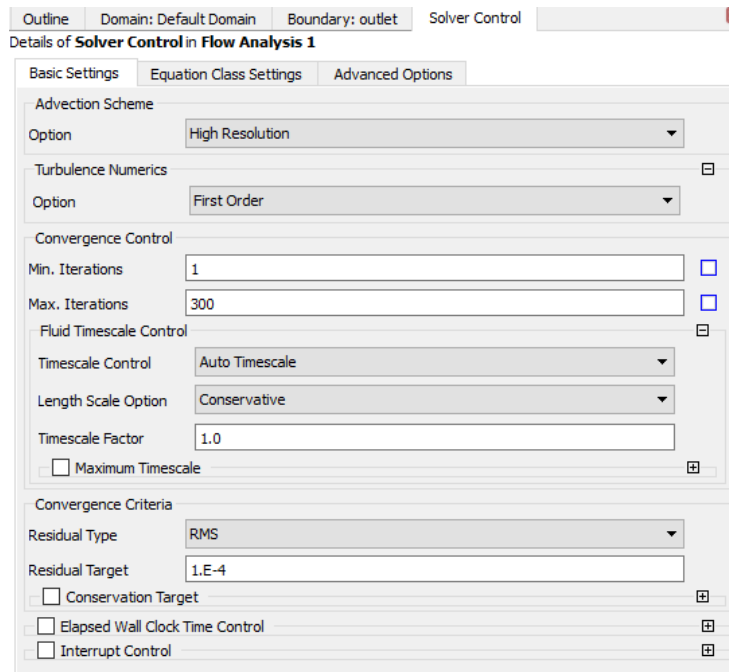 Outline Domain: Default Domain Boundary: outlet Solver Control
Details of Solver Control in Flow Analysis 1
Basic Settings Equation Class Settings Advanced Options
Advection Scheme
Option High Resolution
Turbulence Numerics
Option First Order
Convergence Control
Min. Iterations 1
Max. Iterations 300
Fluid Timescale Control
Timescale Control Auto Timescale
Length Scale Option Conservative
Timescale Factor 1.0
Maximum Timescale
Convergence Criteria
Residual Type RMS
Residual Target 1.E-4
Conservation Target
Elapsed Wall Clock Time Control
Interrupt Control